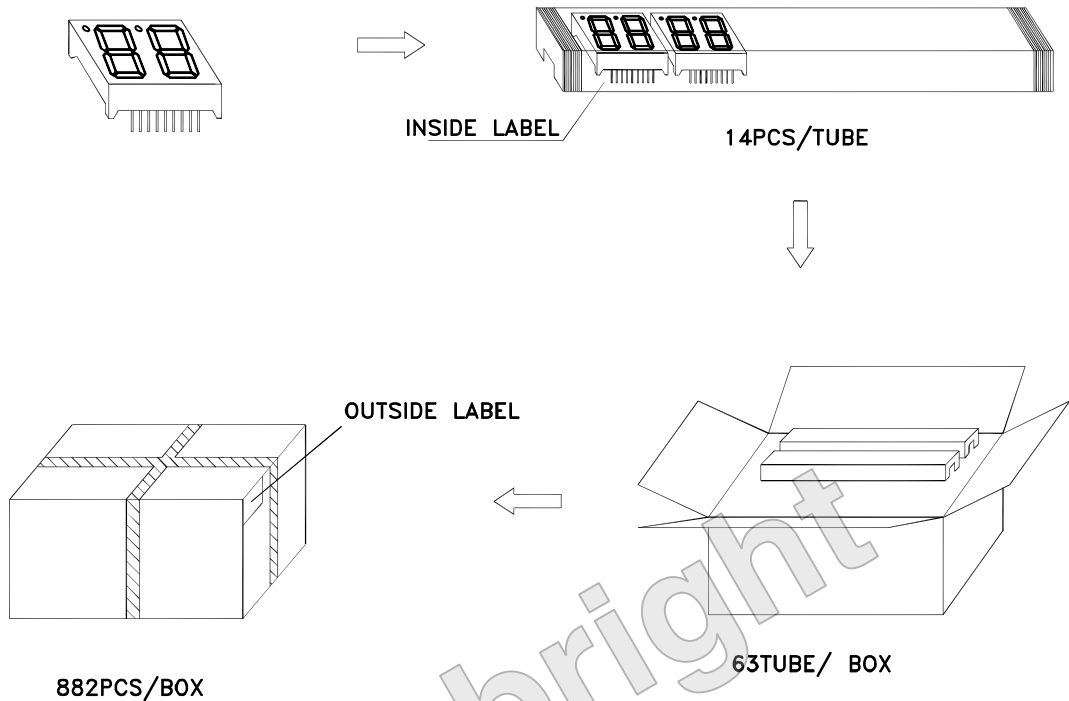 INSIDE LABEL
14PCS/TUBE
OUTSIDE LABEL
63TUBE/ BOX
882PCS/BOX
bright